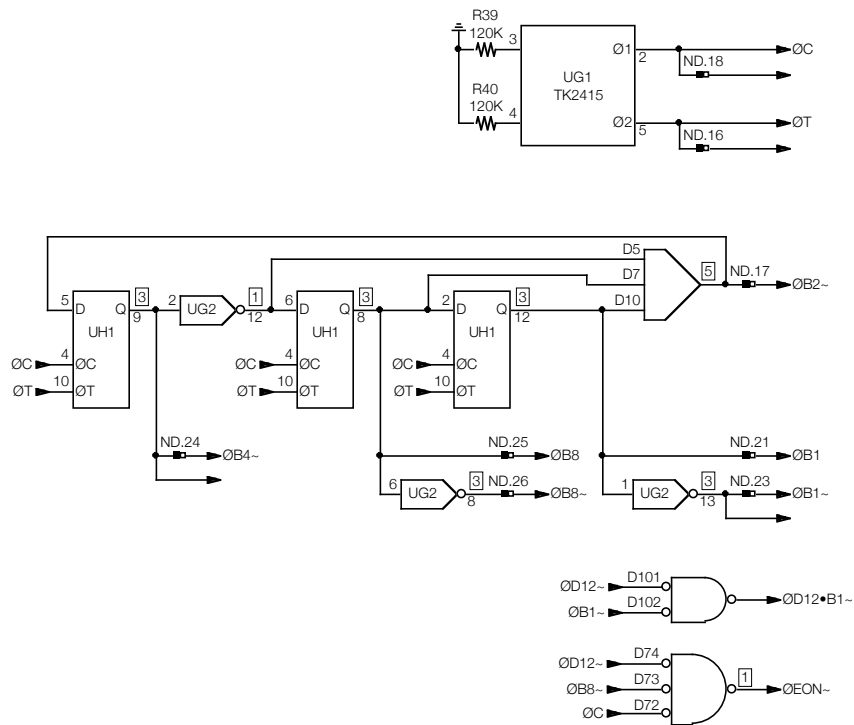 R39
120K
3
Ø1
2
ØC
ND.18
UG1
TK2415
R40
120K
4
Ø2
5
ØT
ND.16
D5
D7
D10
5
ND.17
ØB2~
5
D
Q
3
9
UH1
2
UG2
1
12
6
D
Q
3
8
UH1
2
D
Q
3
12
UH1
ØC
4
ØC
ØT
10
ØT
ØC
4
ØC
ØT
10
ØT
ØC
4
ØC
ØT
10
ØT
ND.24
ØB4~
ND.25
ØB8
ND.21
ØB1
6
UG2
3
8
ND.26
ØB8~
1
UG2
3
13
ND.23
ØB1~
ØD12~
D101
ØB1~
D102
ØD12•B1~
ØD12~
D74
ØB8~
D73
ØC
D72
1
ØEON~